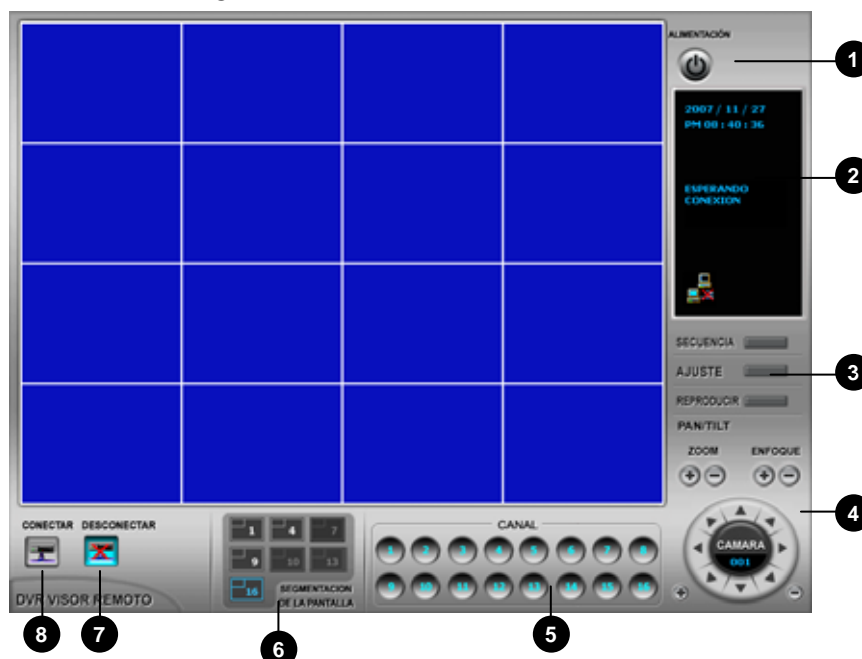 ALIMENTACIÓN
1
2007 / 11 / 27
PM 08 : 40 : 36
2
ESPERANDO
CONEXION
SECUENCIA
AJUSTE
3
REPRODUCIR
PAN/TILT
ZOOM ENFOQUE
+ − + −
4
CAMARA
001
+ −
CONECTAR DESCONECTAR
1 4 7
9 10 13
16 SEGMENTACION
DE LA PANTALLA
CANAL
1 2 3 4 5 6 7 8
9 10 11 12 13 14 15 16
DVR VISOR REMOTO
8 7 6 5